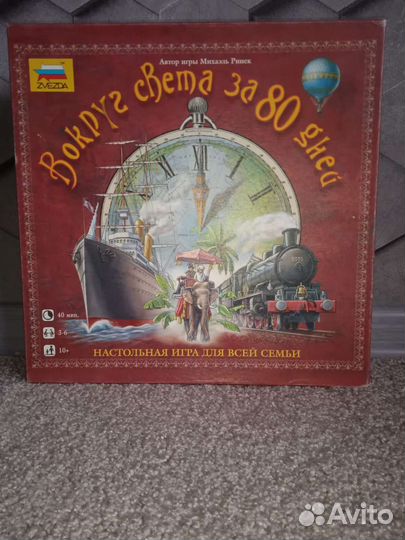 Автор игры Михаэль Ринек
ZVEZDA
Вокруг света за 80 дней
40 мин.
3-6
10+
НАСТОЛЬНАЯ ИГРА ДЛЯ ВСЕЙ СЕМЬИ
Avito